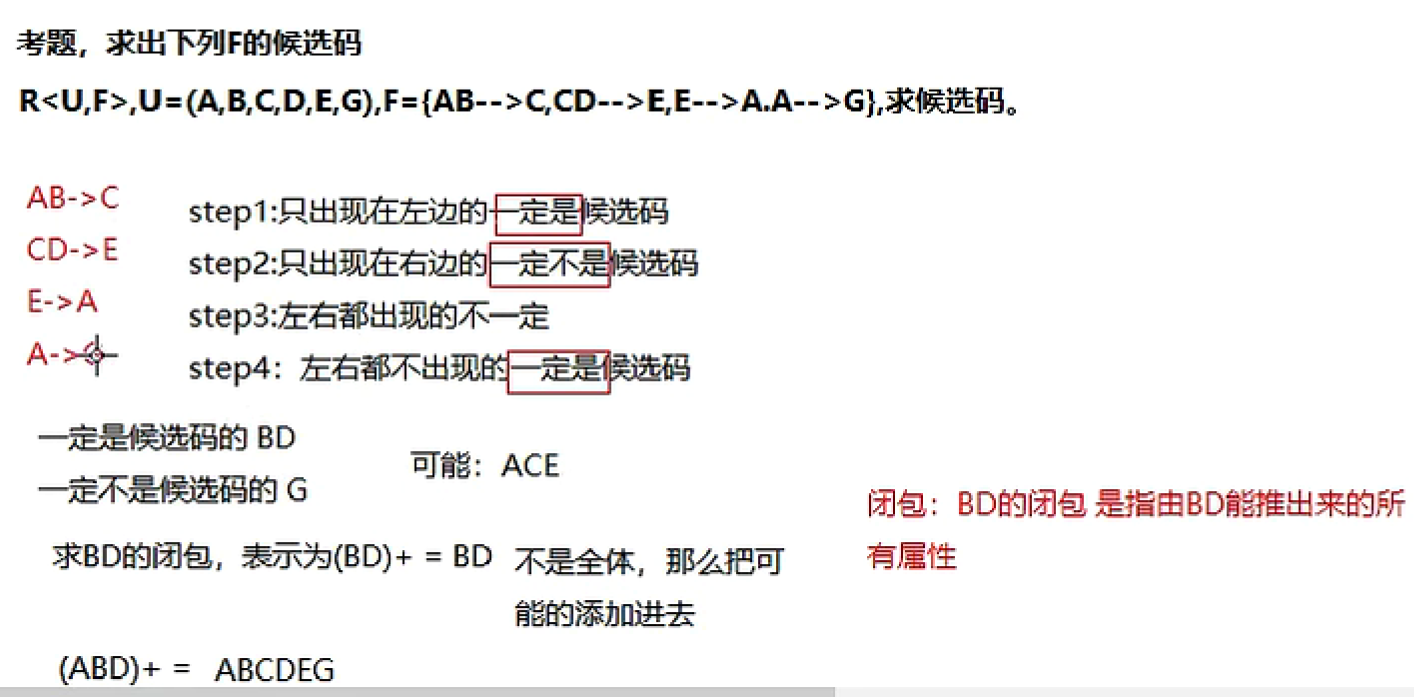 考题，求出下列F的候选码
R<U,F>,U=(A,B,C,D,E,G),F={AB-->C,CD-->E,E-->A.A-->G},求候选码。
AB->C
CD->E
E->A
A->
step1:只出现在左边的一定是候选码
step2:只出现在右边的一定不是候选码
step3:左右都出现的不一定
step4：左右都不出现的一定是候选码
一定是候选码的 BD
一定不是候选码的 G
可能：ACE
求BD的闭包，表示为(BD)+ = BD
不是全体，那么把可
能的添加进去
(ABD)+ = ABCDEG
闭包：BD的闭包 是指由BD能推出来的所
有属性